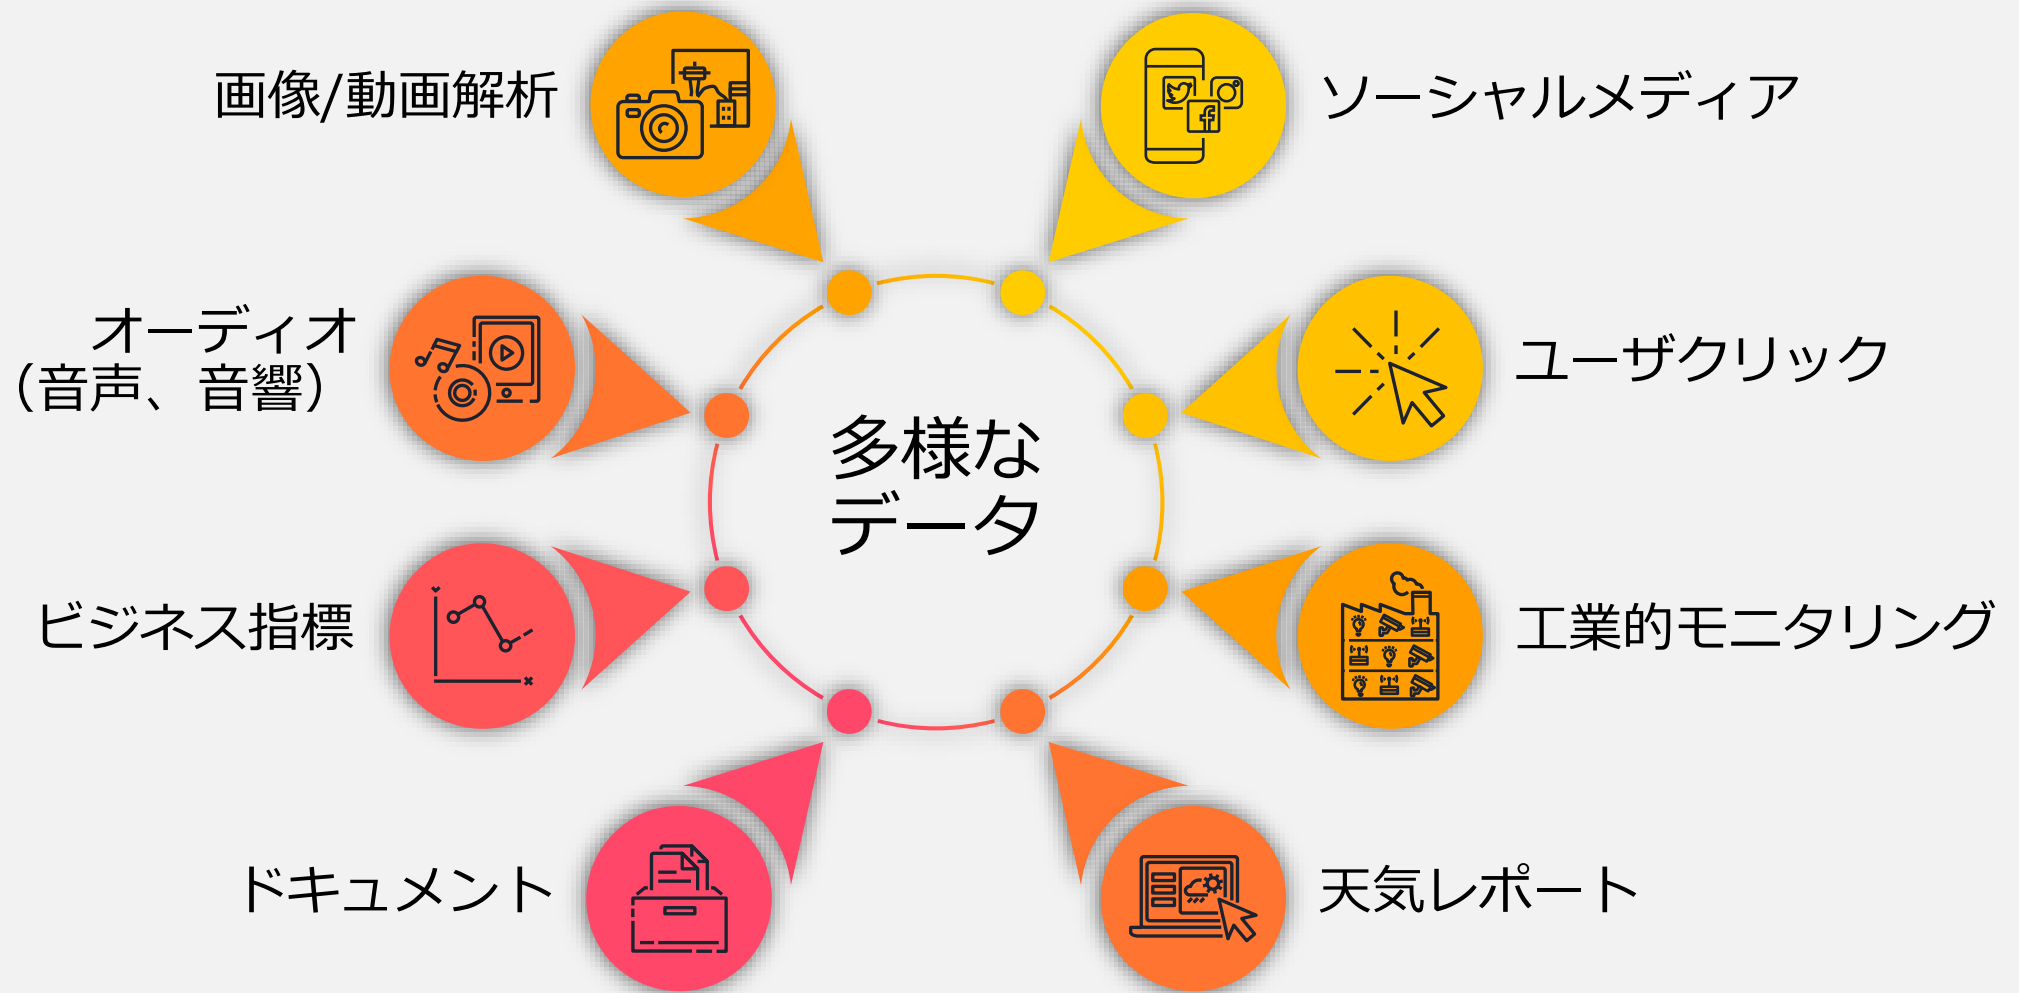 画像/動画解析
ソーシャルメディア
オーディオ
（音声、音響）
ユーザクリック
多様な
データ
ビジネス指標
工業的モニタリング
ドキュメント
天気レポート